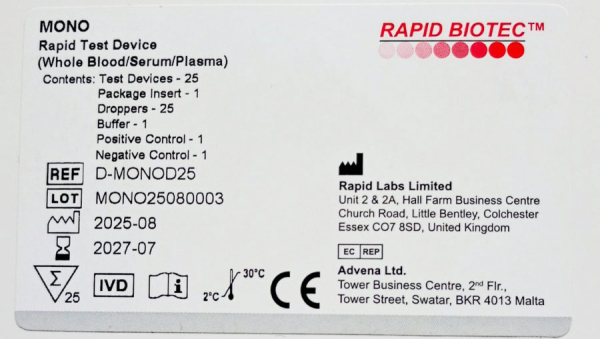 MONO
Rapid Test Device
(Whole Blood/Serum/Plasma)
Contents: Test Devices - 25
Package Insert - 1
Droppers - 25
Buffer - 1
Positive Control - 1
Negative Control - 1
REF D-MONOD25
LOT MONO25080003
2025-08
2027-07
Σ 25 IVD i 2°C 30°C CE
RAPID BIOTEC™
Rapid Labs Limited
Unit 2 & 2A, Hall Farm Business Centre
Church Road, Little Bentley, Colchester
Essex CO7 8SD, United Kingdom
EC REP
Advena Ltd.
Tower Business Centre, 2nd Flr.,
Tower Street, Swatar, BKR 4013 Malta